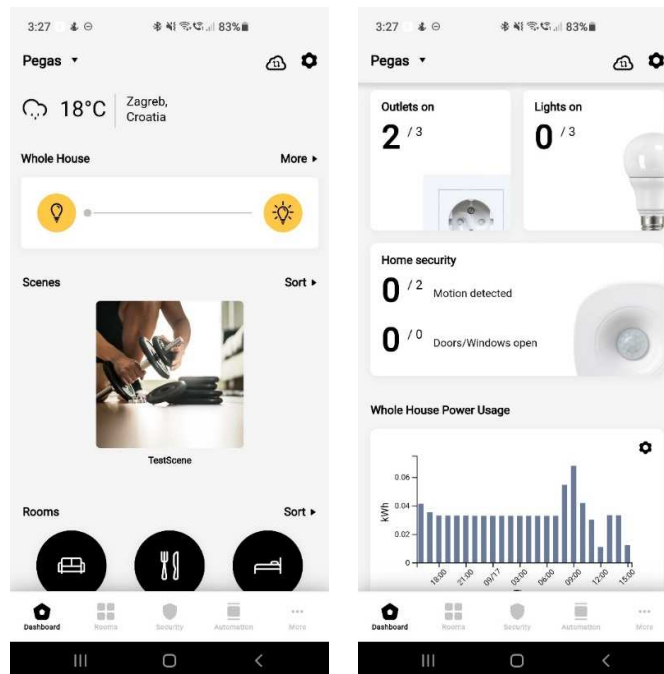 3:27
83%
Pegas
18°C
Zagreb,
Croatia
Whole House
More
Scenes
Sort
TestScene
Rooms
Sort
Dashboard
Rooms
Security
Automation
More
3:27
83%
Pegas
Outlets on
2 / 3
Lights on
0 / 3
Home security
0 / 2 Motion detected
0 / 0 Doors/Windows open
Whole House Power Usage
kWh
0.06
0.04
0.02
0
18:00 21:00 09/17 03:00 06:00 09:00 12:00 15:00
Dashboard
Rooms
Security
Automation
More